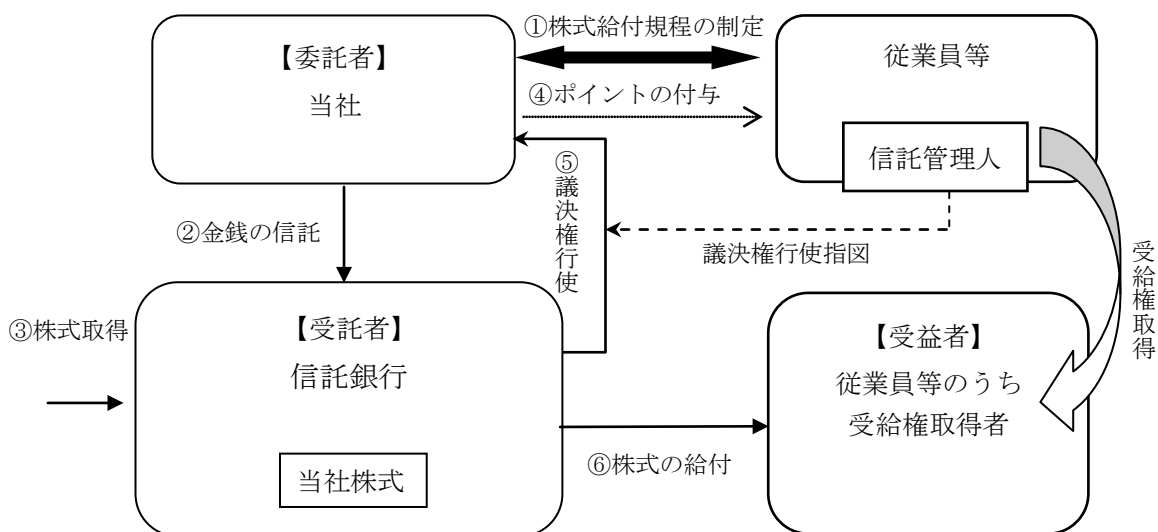 ①株式給付規程の制定
【委託者】
当社
従業員等
④ポイントの付与
信託管理人
⑤議決権行使
②金銭の信託
議決権行使指図
受給権取得
③株式取得
【受託者】
信託銀行
【受益者】
従業員等のうち
受給権取得者
⑥株式の給付
当社株式